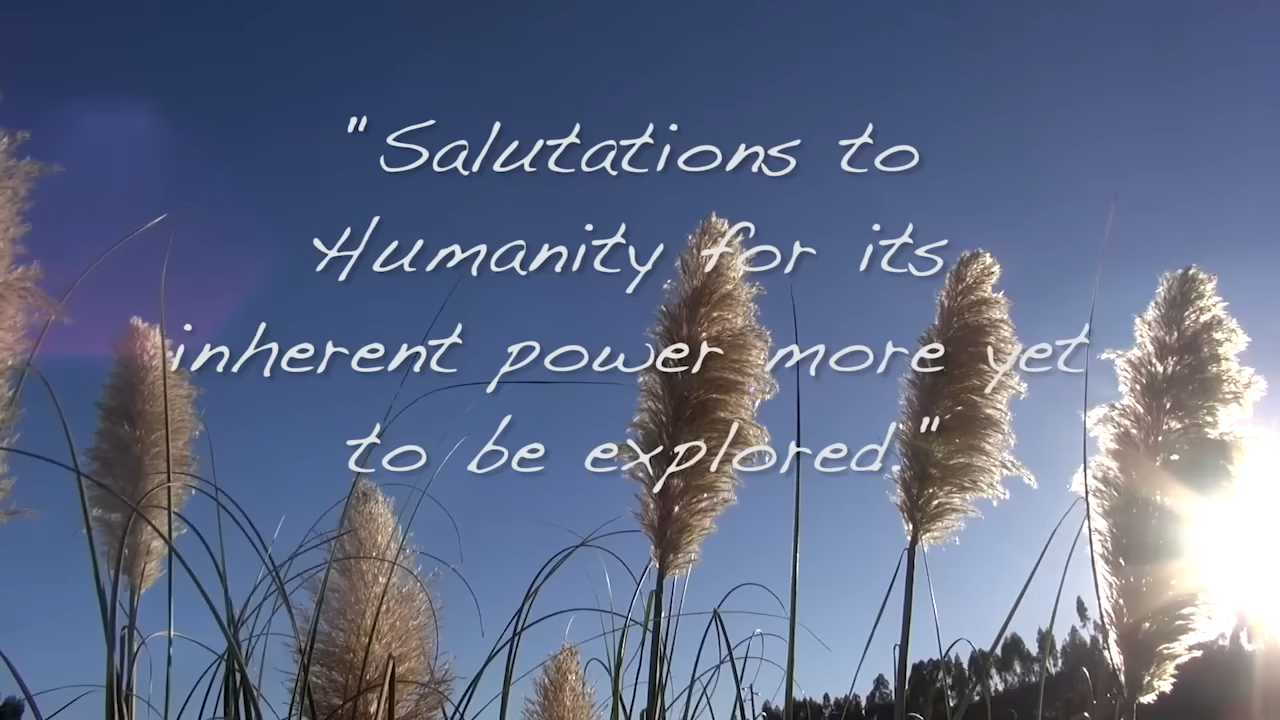 "Salutations to
Humanity for its
inherent power more yet
to be explored."